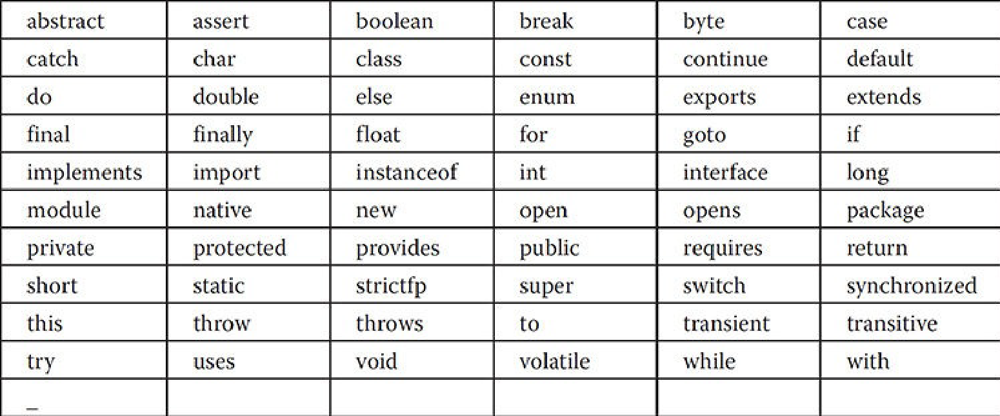 abstract assert boolean break byte case
catch char class const continue default
do double else enum exports extends
final finally float for goto if
implements import instanceof int interface long
module native new open opens package
private protected provides public requires return
short static strictfp super switch synchronized
this throw throws to transient transitive
try uses void volatile while with
_